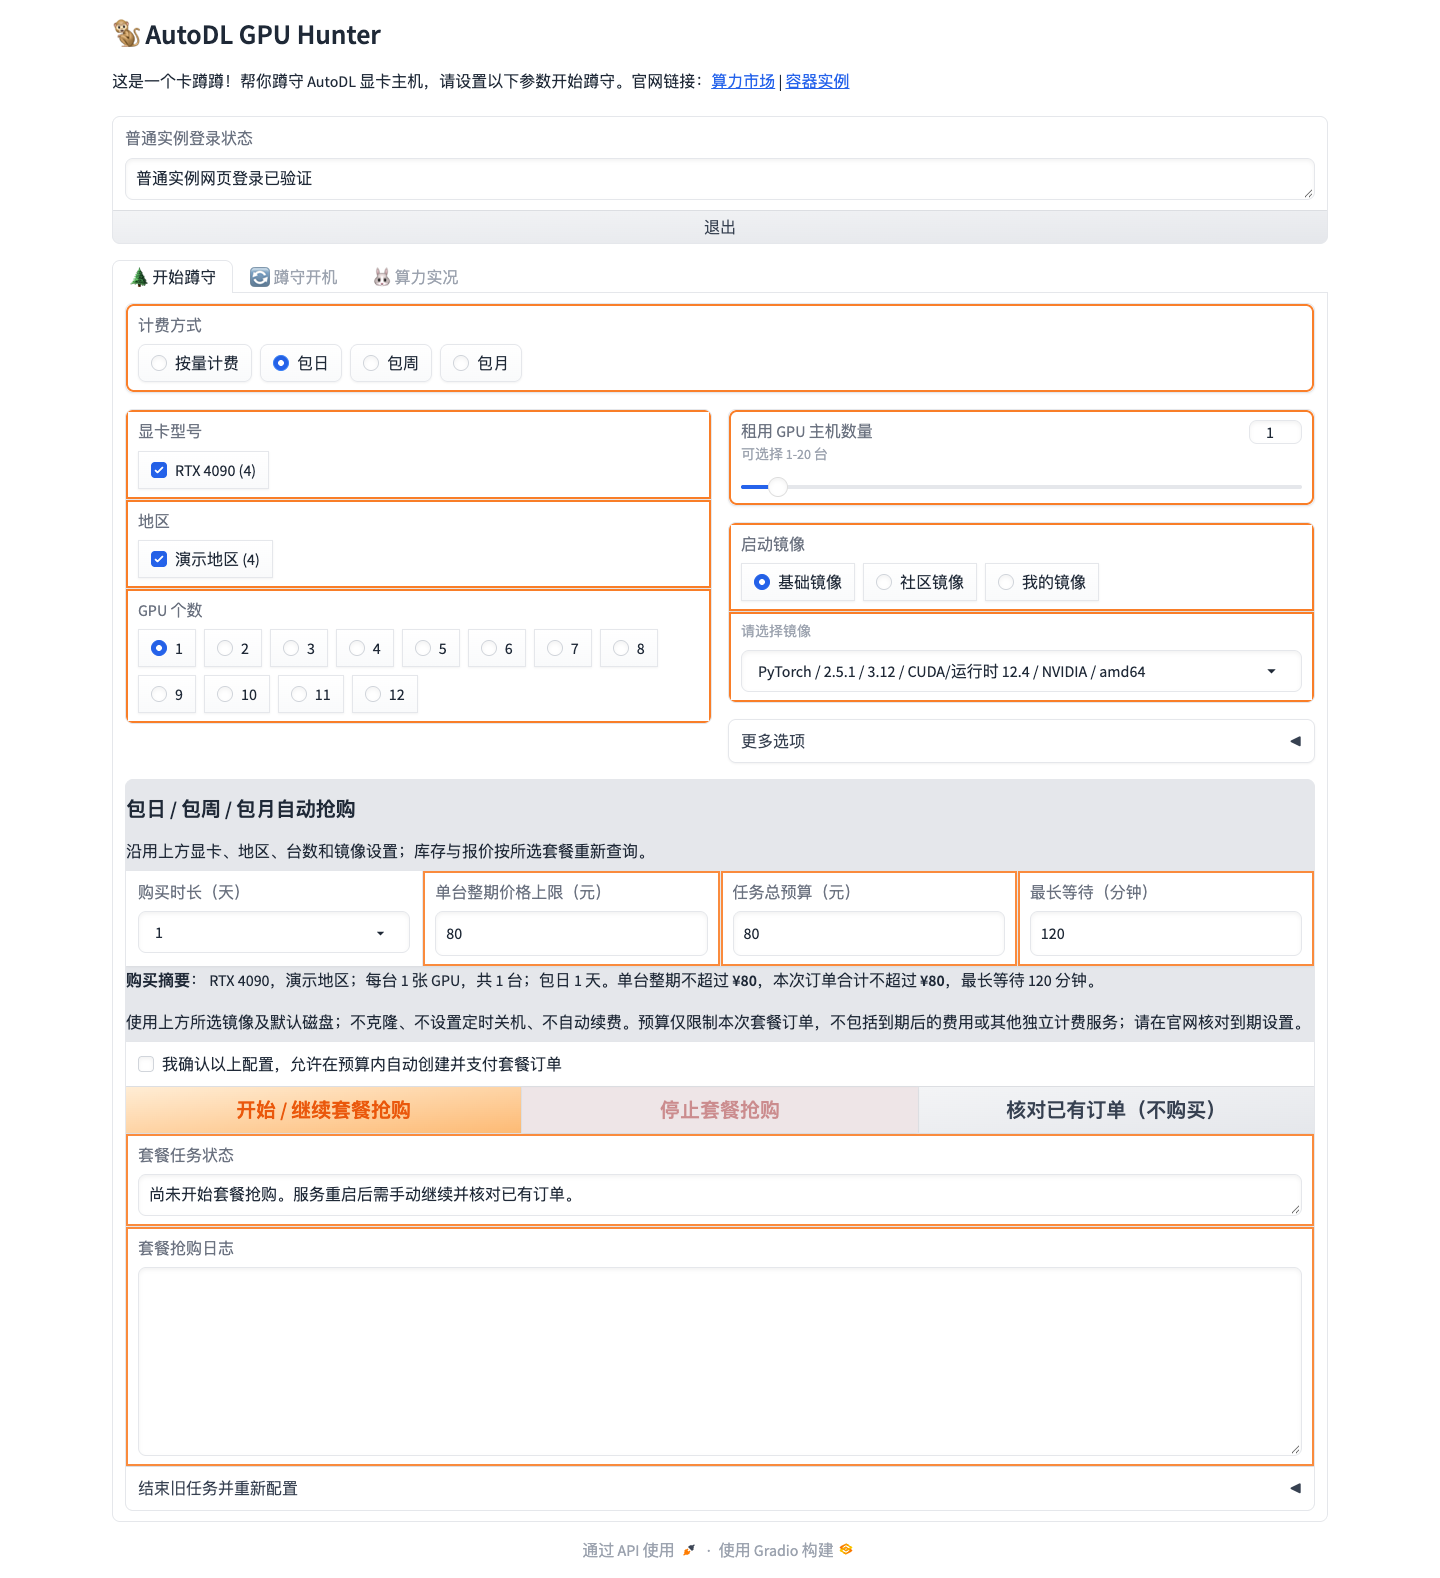 AutoDL GPU Hunter
这是一个卡蹲蹲！帮你蹲守 AutoDL 显卡主机，请设置以下参数开始蹲守。官网链接：算力市场 | 容器实例
普通实例登录状态
普通实例网页登录已验证
退出
开始蹲守 蹲守开机 算力实况
计费方式
按量计费 包日 包周 包月
显卡型号
RTX 4090 (4)
地区
演示地区 (4)
GPU 个数
1 2 3 4 5 6 7 8
9 10 11 12
租用 GPU 主机数量 1
可选择 1-20 台
启动镜像
基础镜像 社区镜像 我的镜像
请选择镜像
PyTorch / 2.5.1 / 3.12 / CUDA/运行时 12.4 / NVIDIA / amd64
更多选项
包日 / 包周 / 包月自动抢购
沿用上方显卡、地区、台数和镜像设置；库存与报价按所选套餐重新查询。
购买时长（天） 单台整期价格上限（元） 任务总预算（元） 最长等待（分钟）
1 80 80 120
购买摘要： RTX 4090，演示地区；每台 1 张 GPU，共 1 台；包日 1 天。单台整期不超过 ¥80，本次订单合计不超过 ¥80，最长等待 120 分钟。
使用上方所选镜像及默认磁盘；不克隆、不设置定时关机、不自动续费。预算仅限制本次套餐订单，不包括到期后的费用或其他独立计费服务；请在官网核对到期设置。
我确认以上配置，允许在预算内自动创建并支付套餐订单
开始 / 继续套餐抢购 停止套餐抢购 核对已有订单（不购买）
套餐任务状态
尚未开始套餐抢购。服务重启后需手动继续并核对已有订单。
套餐抢购日志
结束旧任务并重新配置
通过 API 使用 · 使用 Gradio 构建